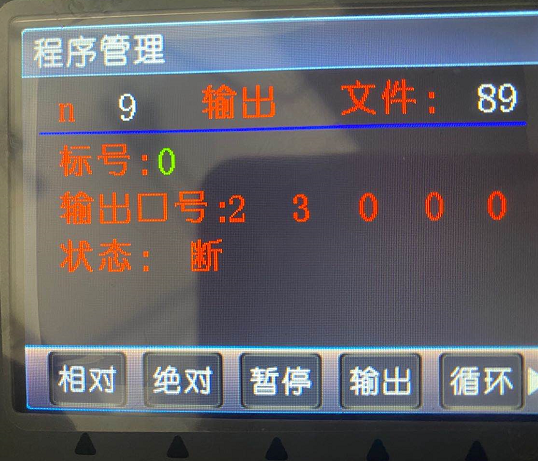 程序管理
n 9 输出 文件: 89
标号:0
输出口号:2 3 0 0 0
状态: 断
相对 绝对 暂停 输出 循环